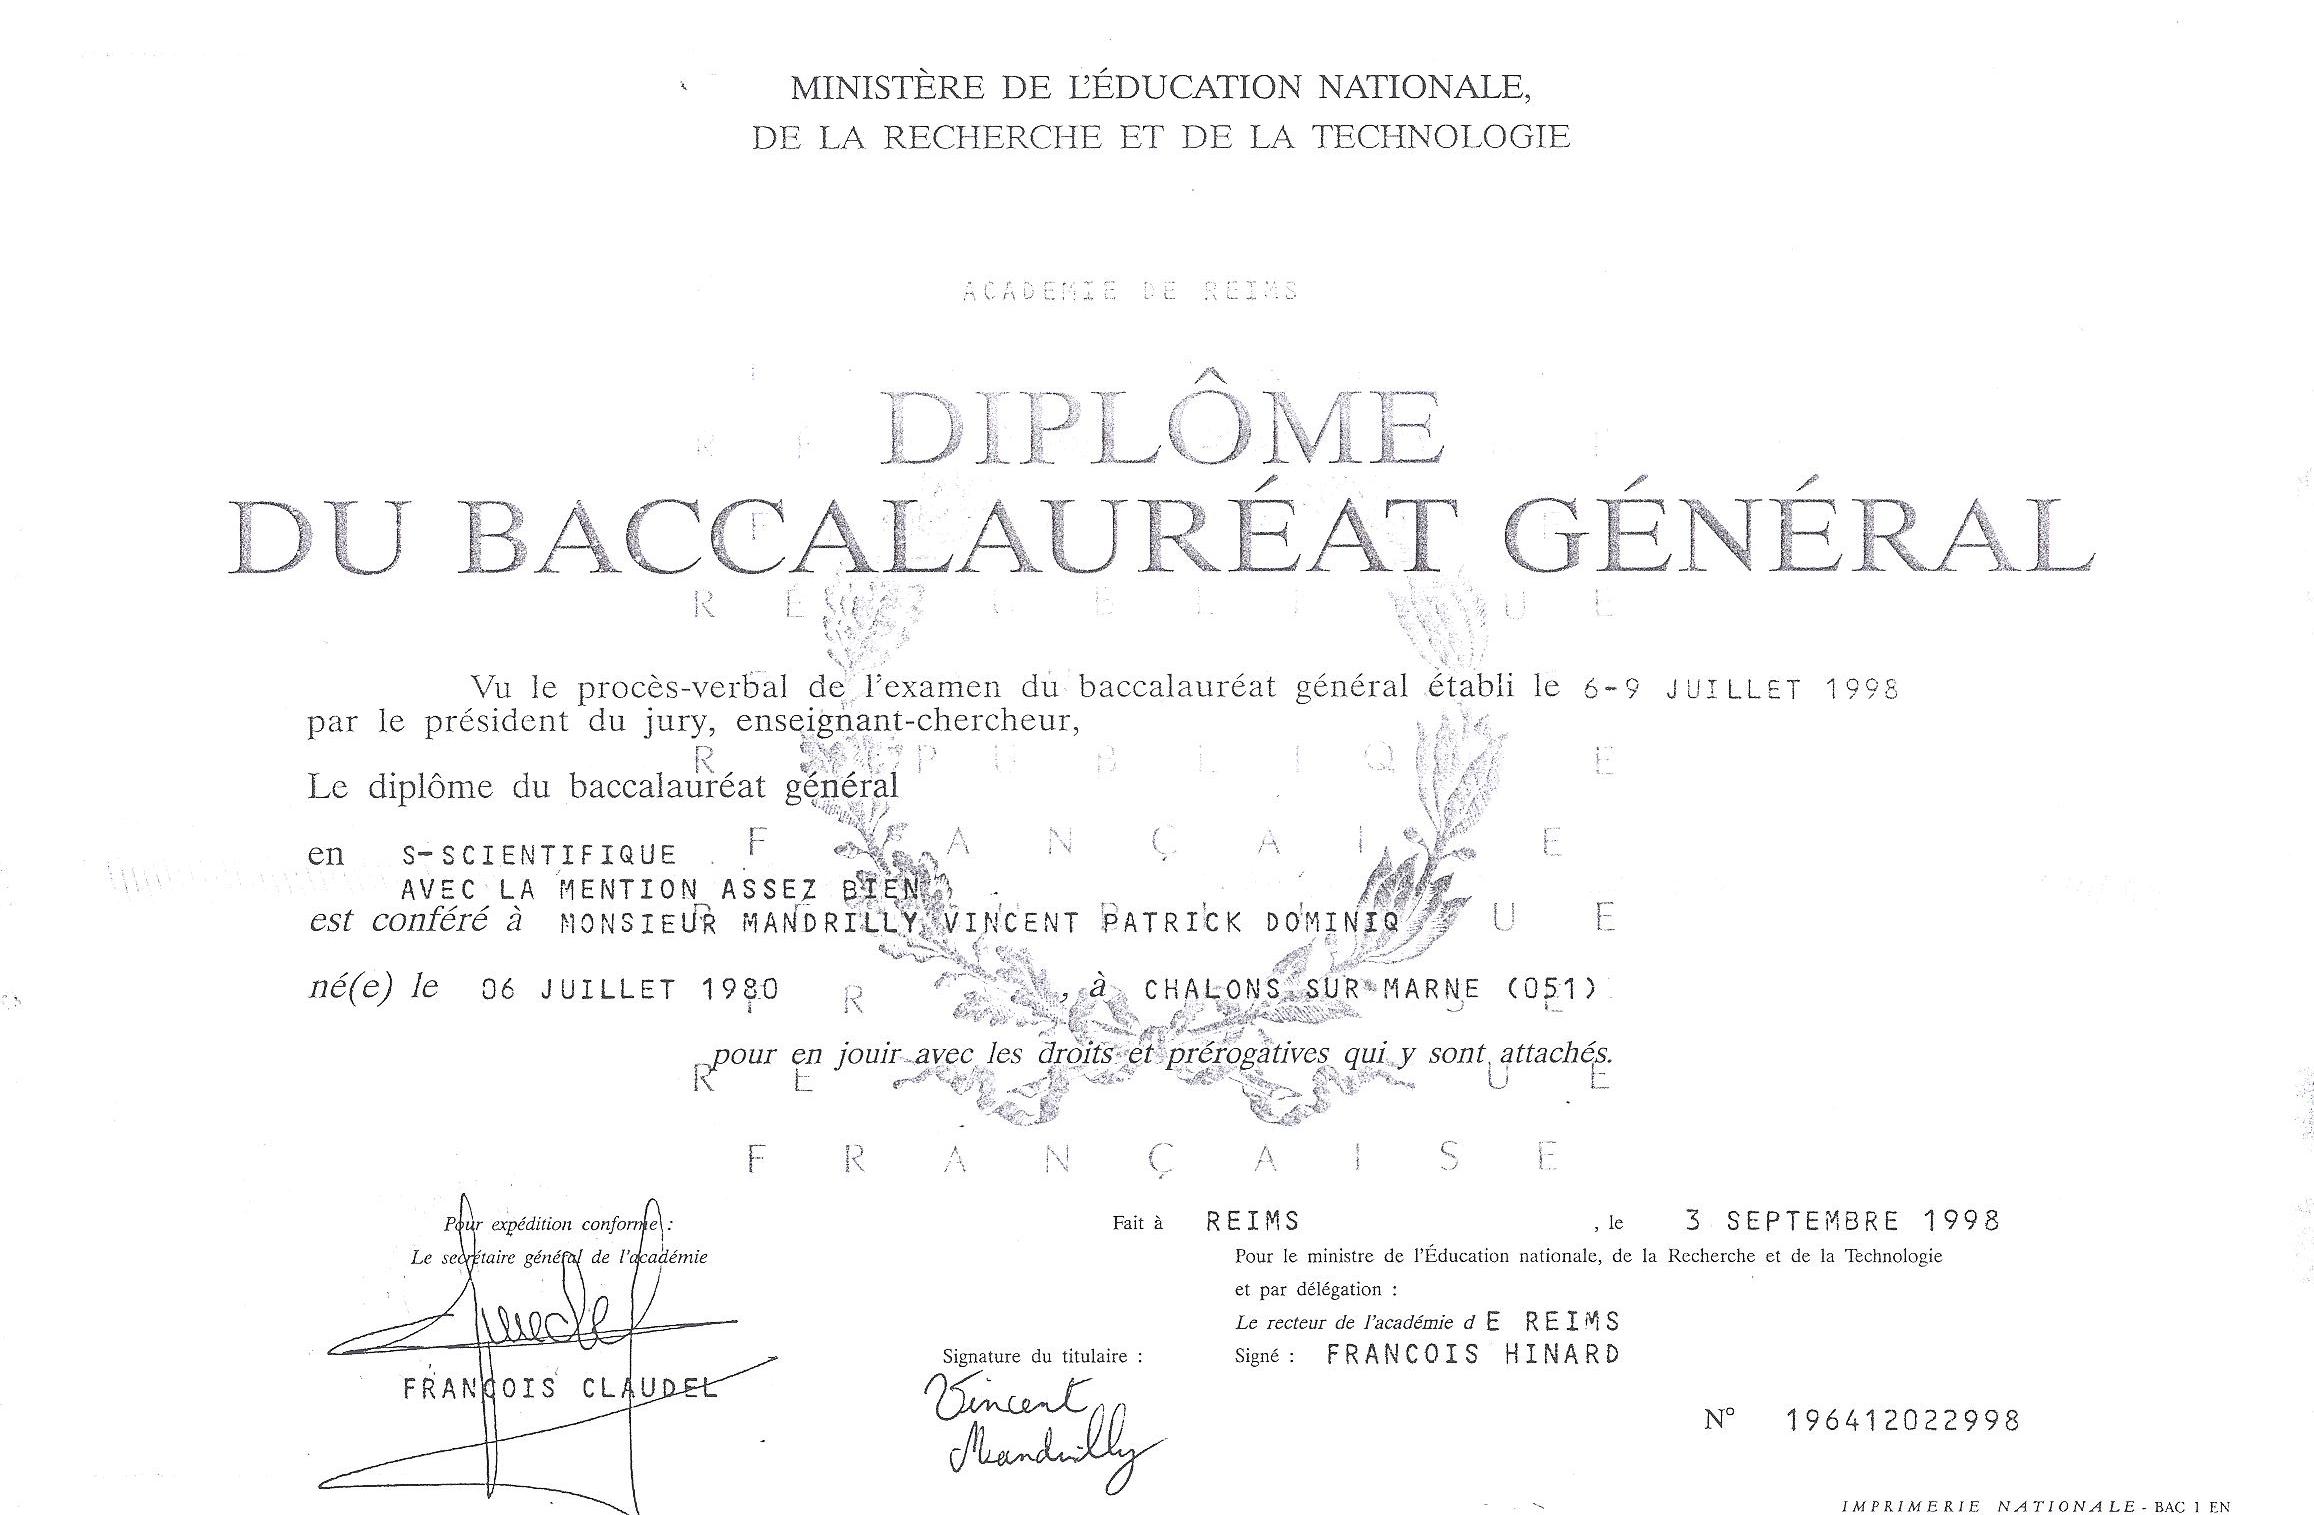 MINISTÈRE DE L'ÉDUCATION NATIONALE,
DE LA RECHERCHE ET DE LA TECHNOLOGIE
ACADEMIE DE REIMS
DIPLÔME
DU BACCALAURÉAT GÉNÉRAL
RÉPUBLIQUE
Vu le procès-verbal de l'examen du baccalauréat général établi le 6-9 JUILLET 1998
par le président du jury, enseignant-chercheur,
RÉPUBLIQUE
Le diplôme du baccalauréat général
FRANÇAISE
en S-SCIENTIFIQUE
AVEC LA MENTION ASSEZ BIEN
est conféré à MONSIEUR MANDRILLY VINCENT PATRICK DOMINIQ
né(e) le 06 JUILLET 1980 , à CHALONS SUR MARNE (051)
pour en jouir avec les droits et prérogatives qui y sont attachés.
FRANÇAISE
Pour expédition conforme :
Le secrétaire général de l'académie
FRANÇOIS CLAUDEL
Fait à REIMS , le 3 SEPTEMBRE 1998
Pour le ministre de l'Éducation nationale, de la Recherche et de la Technologie
et par délégation :
Le recteur de l'académie d E REIMS
Signé : FRANCOIS HINARD
Signature du titulaire :
Vincent
Mandrilly
N° 196412022998
IMPRIMERIE NATIONALE - BAC 1 EN